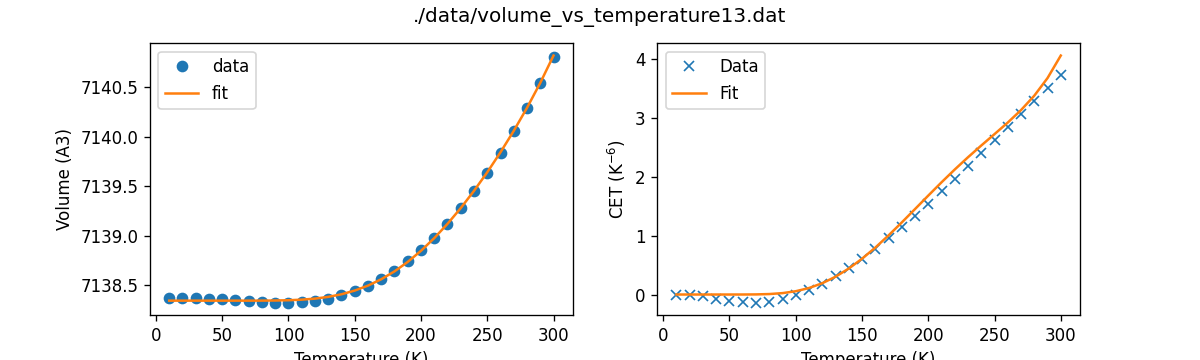 ./data/volume_vs_temperature13.dat
data
fit
Volume (A3)
7140.5
7140.0
7139.5
7139.0
7138.5
0 50 100 150 200 250 300
Temperature (K)
Data
Fit
CET (K⁻⁶)
4
3
2
1
0
0 50 100 150 200 250 300
Temperature (K)